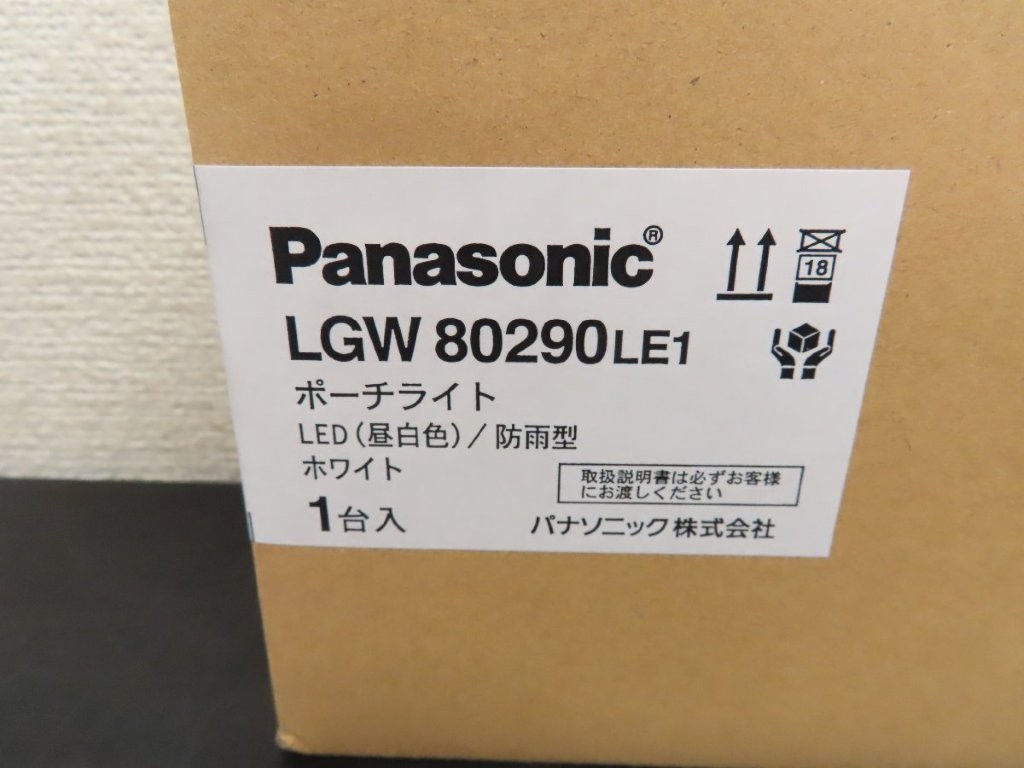 Panasonic®
18
LGW 80290LE1
ポーチライト
LED(昼白色)/防雨型
ホワイト
取扱説明書は必ずお客様
にお渡しください
1台入
パナソニック株式会社